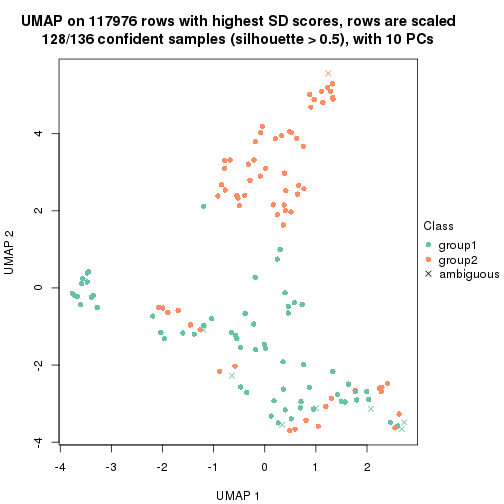 UMAP on 117976 rows with highest SD scores, rows are scaled
128/136 confident samples (silhouette > 0.5), with 10 PCs
4
2
0
-2
-4
UMAP 2
-4 -3 -2 -1 0 1 2
UMAP 1
Class
group1
group2
ambiguous